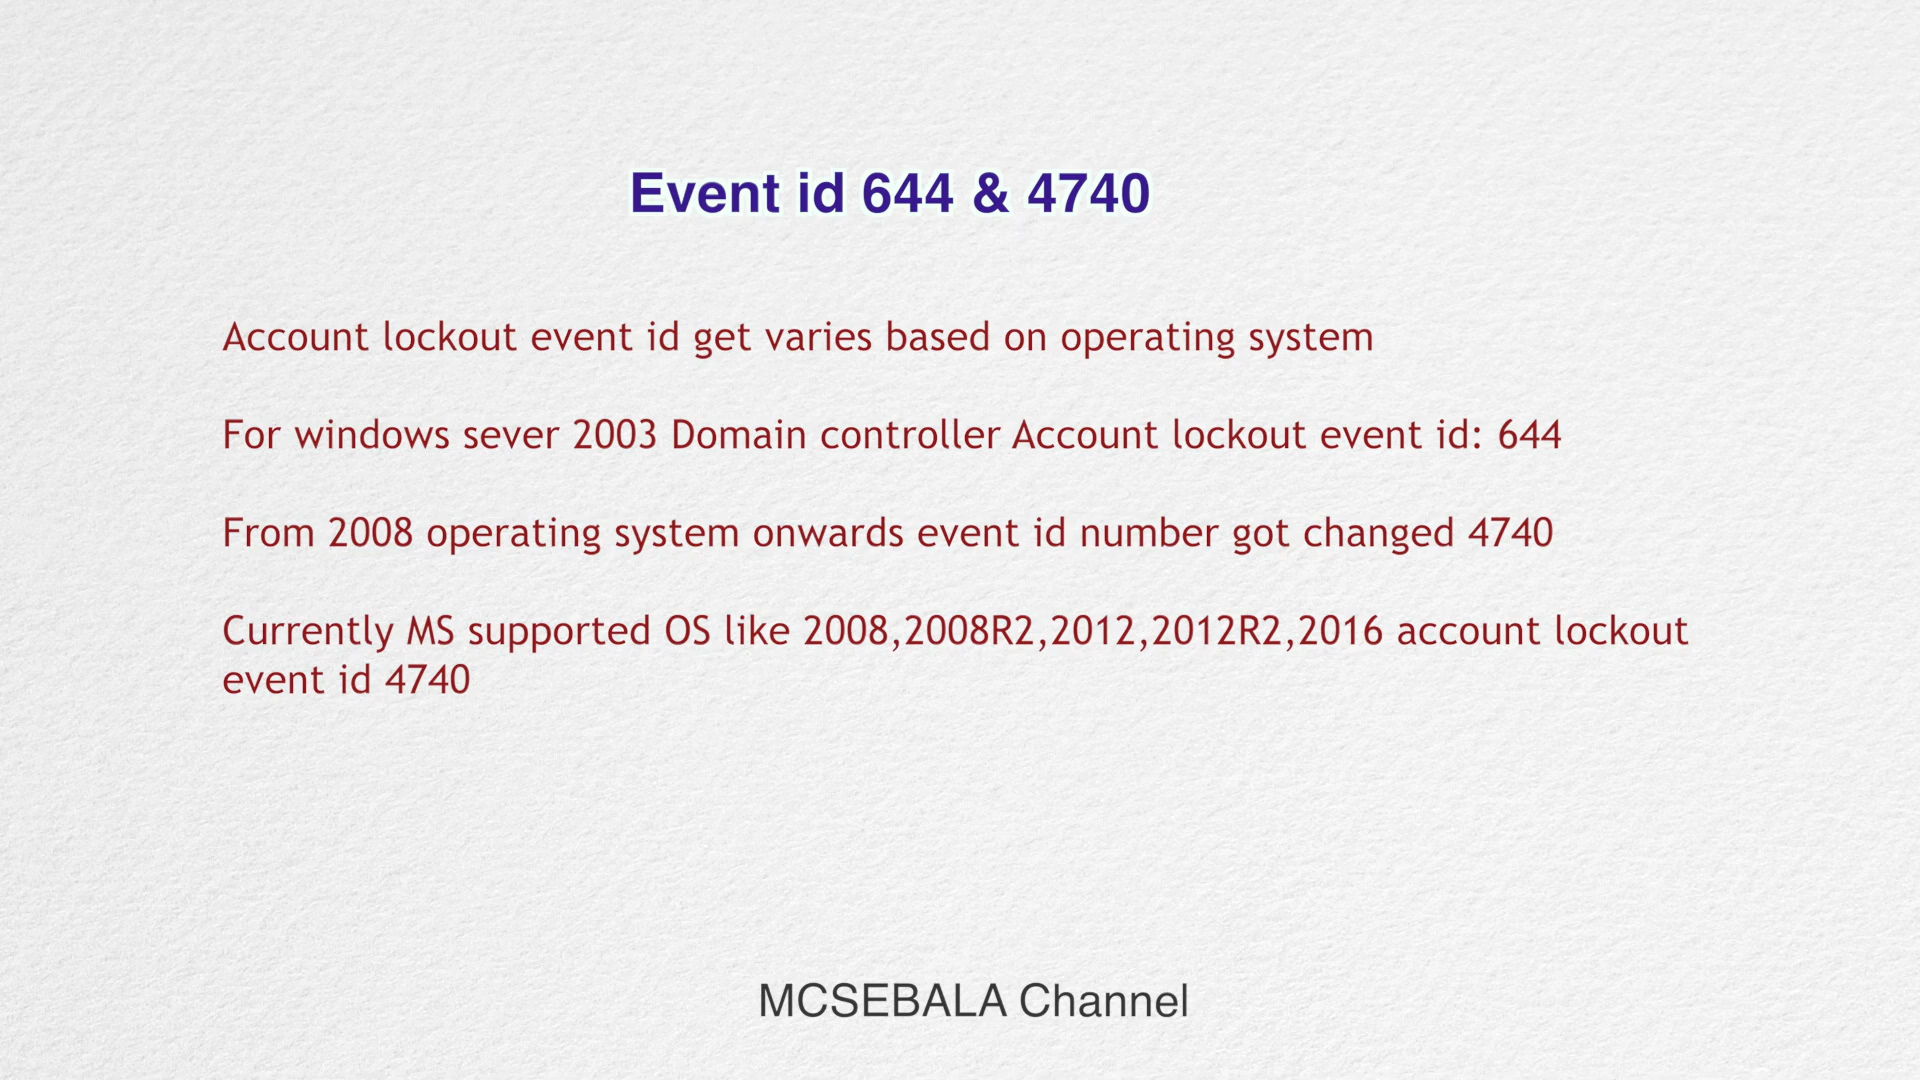 Event id 644 & 4740
Account lockout event id get varies based on operating system
For windows sever 2003 Domain controller Account lockout event id: 644
From 2008 operating system onwards event id number got changed 4740
Currently MS supported OS like 2008,2008R2,2012,2012R2,2016 account lockout
event id 4740
MCSEBALA Channel